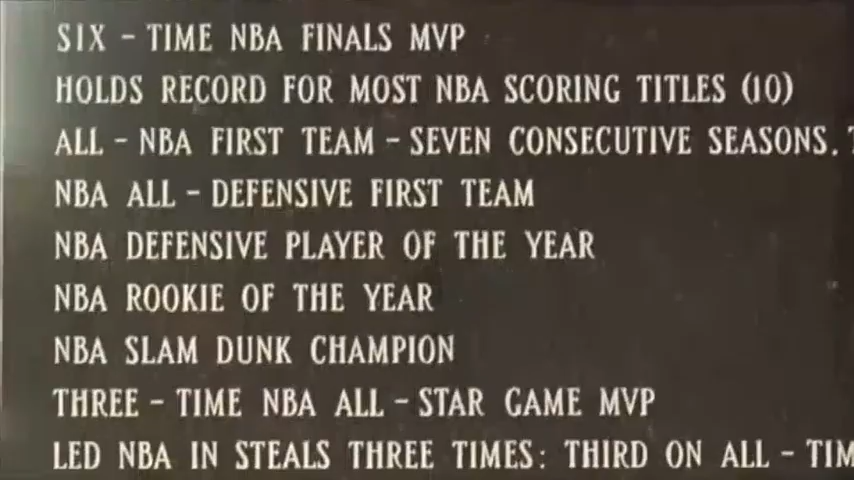 SIX - TIME NBA FINALS MVP
HOLDS RECORD FOR MOST NBA SCORING TITLES (10)
ALL - NBA FIRST TEAM - SEVEN CONSECUTIVE SEASONS.
NBA ALL - DEFENSIVE FIRST TEAM
NBA DEFENSIVE PLAYER OF THE YEAR
NBA ROOKIE OF THE YEAR
NBA SLAM DUNK CHAMPION
THREE - TIME NBA ALL - STAR GAME MVP
LED NBA IN STEALS THREE TIMES: THIRD ON ALL -